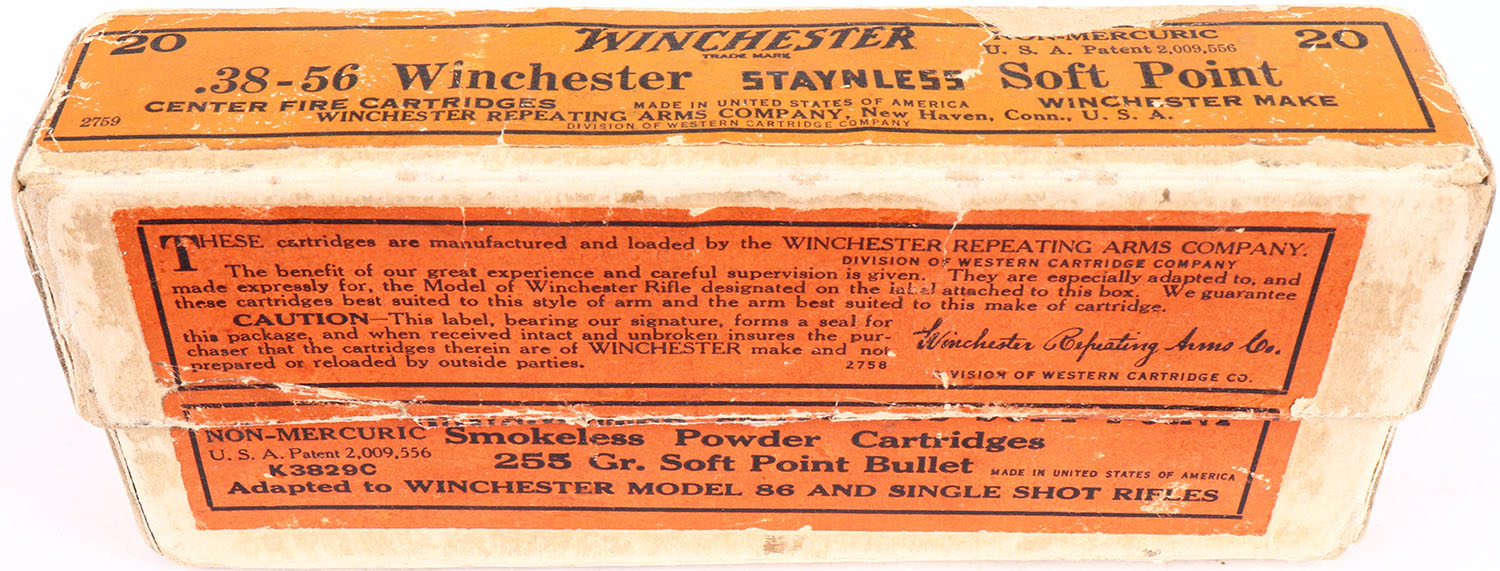 20 WINCHESTER NON-MERCURIC 20
TRADE MARK U. S. A. Patent 2,009,556
.38-56 Winchester STAYNLESS Soft Point
CENTER FIRE CARTRIDGES MADE IN UNITED STATES OF AMERICA WINCHESTER MAKE
2759 WINCHESTER REPEATING ARMS COMPANY, New Haven, Conn., U. S. A.
DIVISION OF WESTERN CARTRIDGE COMPANY
THESE cartridges are manufactured and loaded by the WINCHESTER REPEATING ARMS COMPANY.
DIVISION OF WESTERN CARTRIDGE COMPANY
The benefit of our great experience and careful supervision is given. They are especially adapted to, and
made expressly for, the Model of Winchester Rifle designated on the label attached to this box. We guarantee
these cartridges best suited to this style of arm and the arm best suited to this make of cartridge.
CAUTION—This label, bearing our signature, forms a seal for
this package, and when received intact and unbroken insures the pur-
chaser that the cartridges therein are of WINCHESTER make and not
prepared or reloaded by outside parties. 2758
Winchester Repeating Arms Co.
DIVISION OF WESTERN CARTRIDGE CO.
NON-MERCURIC Smokeless Powder Cartridges
U. S. A. Patent 2,009,556
K3829C 255 Gr. Soft Point Bullet MADE IN UNITED STATES OF AMERICA
Adapted to WINCHESTER MODEL 86 AND SINGLE SHOT RIFLES